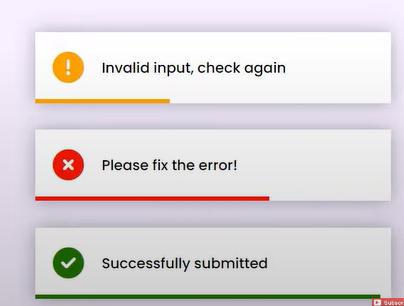 Invalid input, check again
Please fix the error!
Successfully submitted